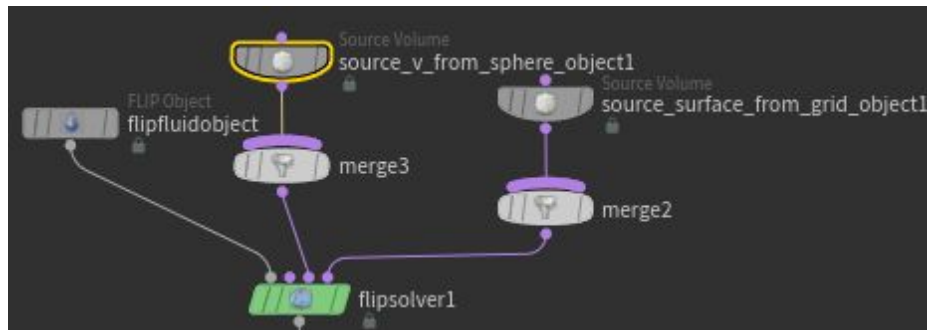 Source Volume
source_v_from_sphere_object1
Source Volume
source_surface_from_grid_object1
FLIP Object
flipfluidobject
merge3
merge2
flipsolver1